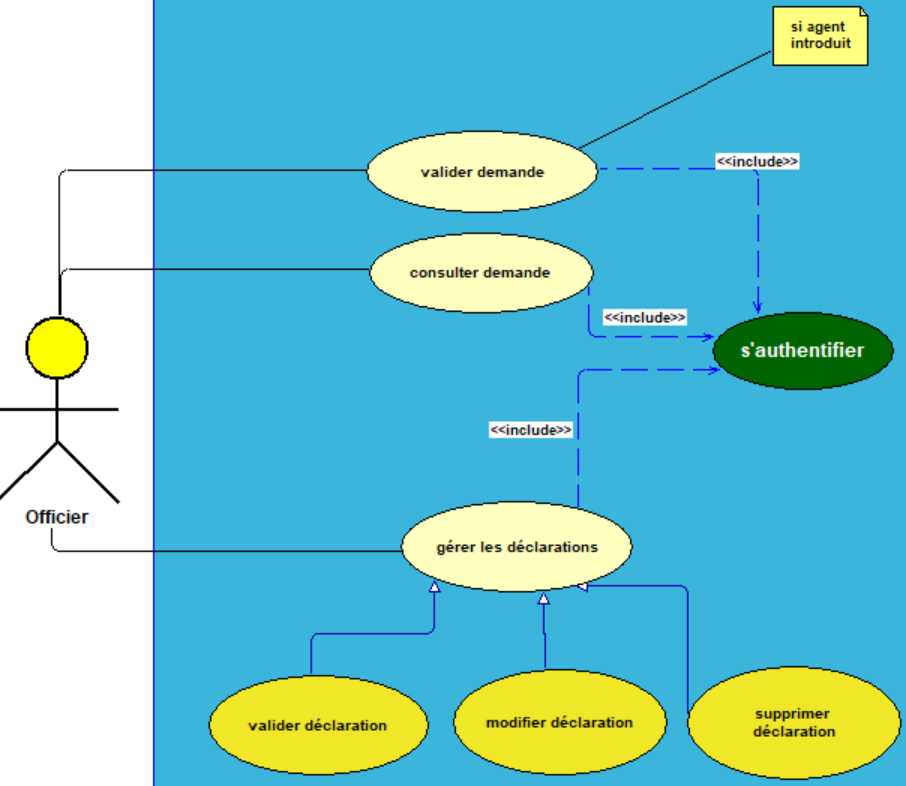 si agent
introduit
<<include>>
valider demande
consulter demande
<<include>>
s'authentifier
<<include>>
Officier
gérer les déclarations
valider déclaration
modifier déclaration
supprimer
déclaration